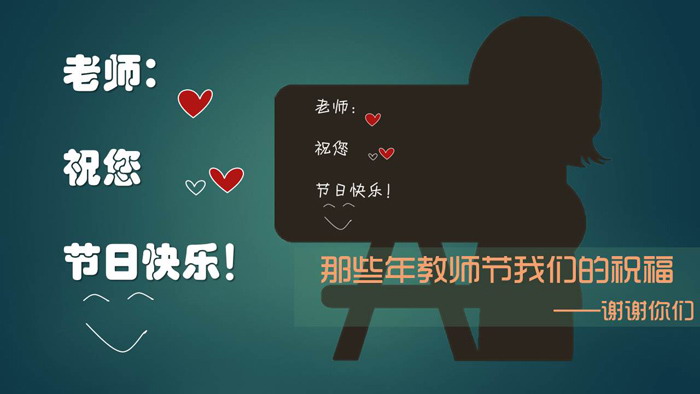 老师：
祝您
节日快乐！
老师：
祝您
节日快乐！
那些年教师节我们的祝福
——谢谢你们